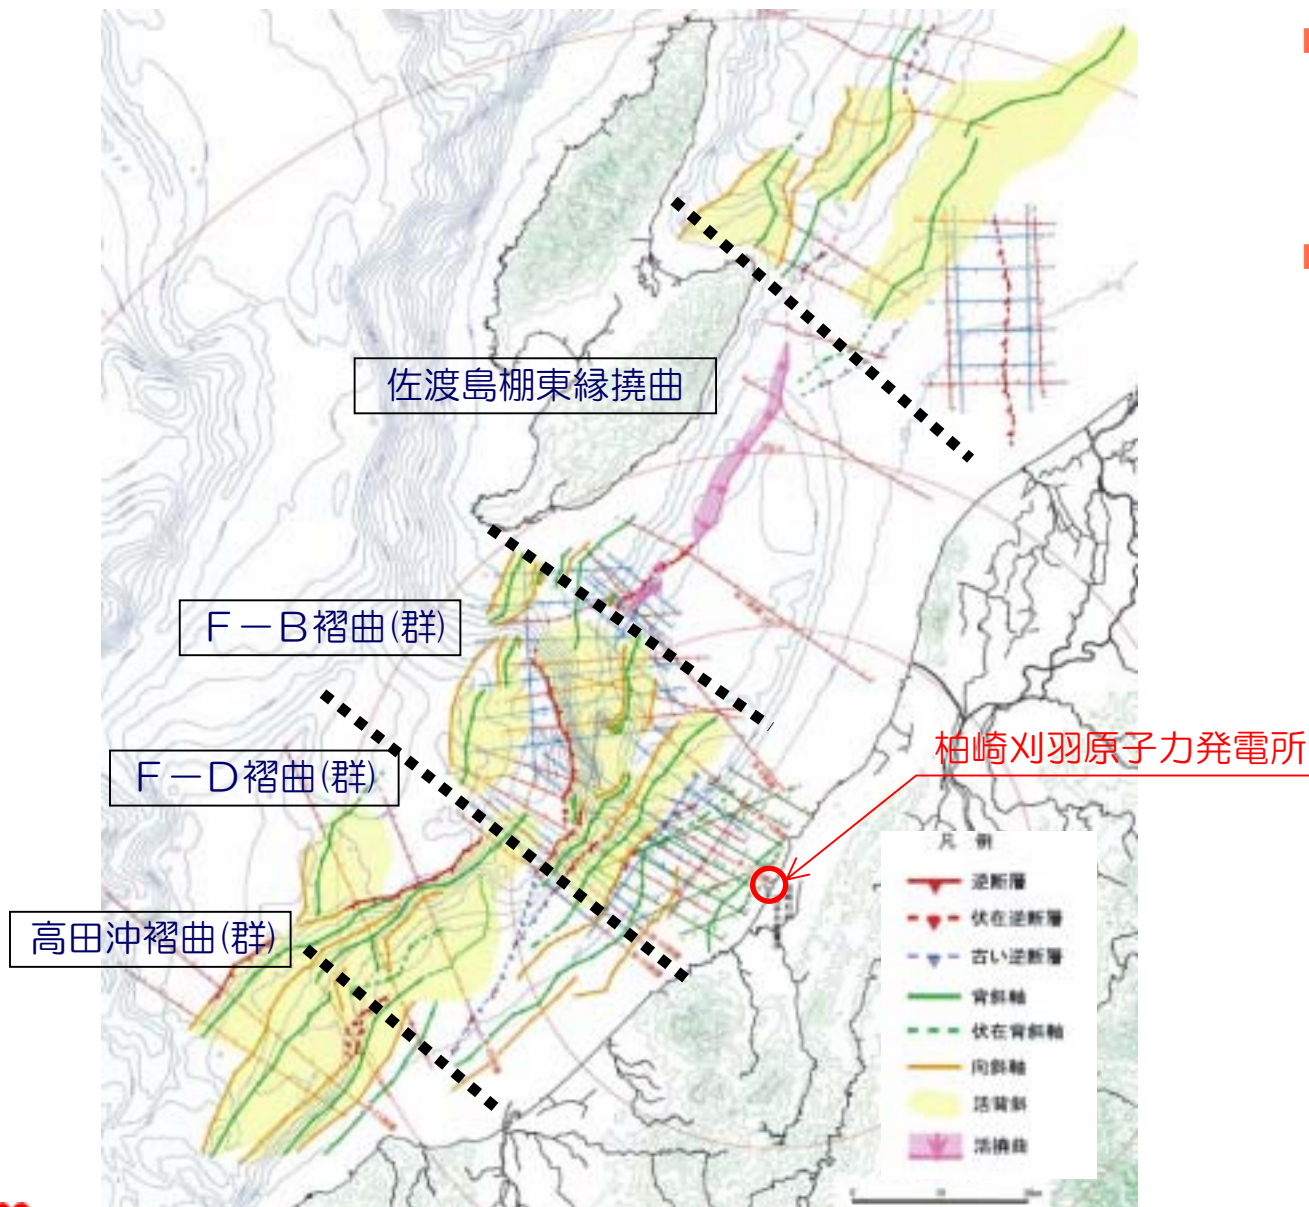 佐渡島棚東縁撓曲
F－B褶曲(群)
F－D褶曲(群)
高田沖褶曲(群)
柏崎刈羽原子力発電所
凡 例
逆断層
伏在逆断層
古い逆断層
背斜軸
伏在背斜軸
向斜軸
活背斜
活撓曲